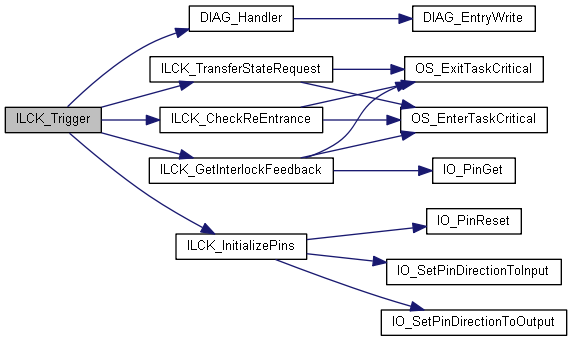 ILCK_Trigger
DIAG_Handler
DIAG_EntryWrite
ILCK_TransferStateRequest
OS_ExitTaskCritical
ILCK_CheckReEntrance
OS_EnterTaskCritical
ILCK_GetInterlockFeedback
IO_PinGet
ILCK_InitializePins
IO_PinReset
IO_SetPinDirectionToInput
IO_SetPinDirectionToOutput